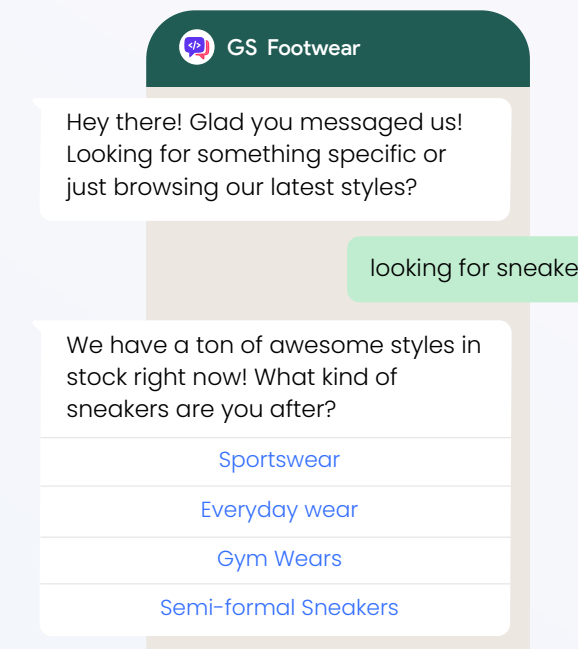 GS Footwear
Hey there! Glad you messaged us!
Looking for something specific or
just browsing our latest styles?
looking for sneake
We have a ton of awesome styles in
stock right now! What kind of
sneakers are you after?
Sportswear
Everyday wear
Gym Wears
Semi-formal Sneakers